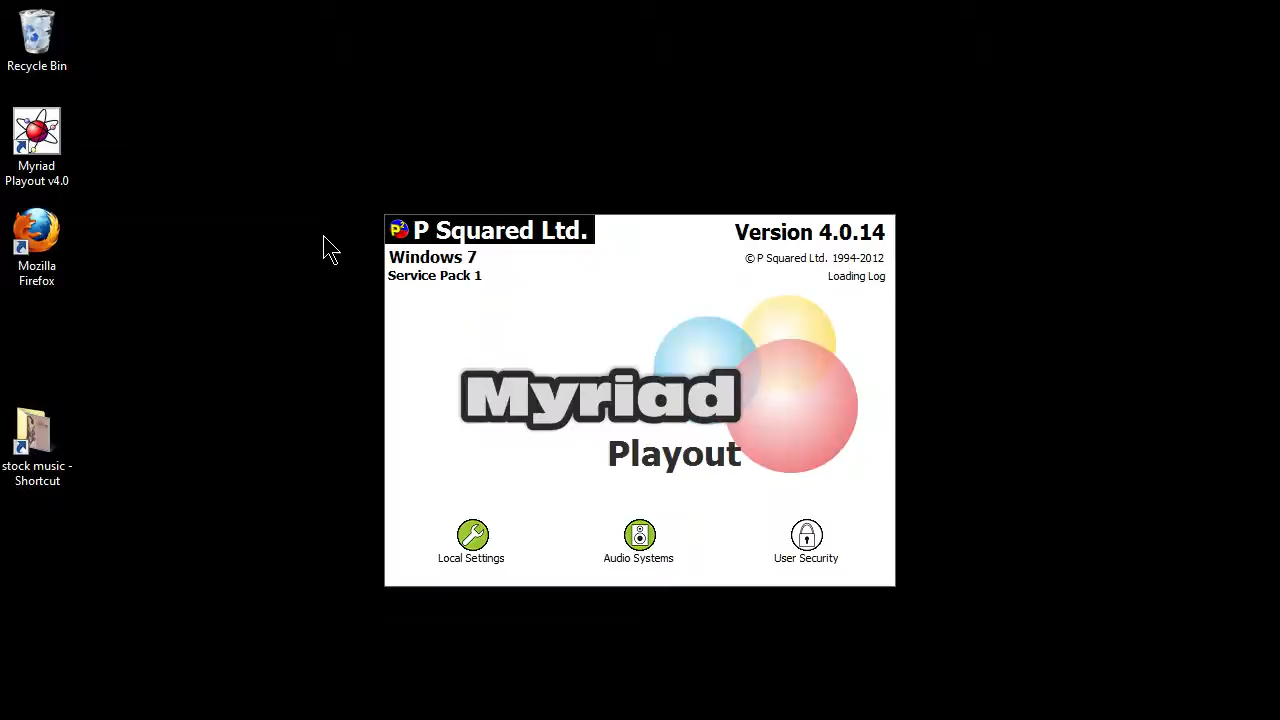 Recycle Bin
Myriad
Playout v4.0
Mozilla
Firefox
stock music -
Shortcut
P² P Squared Ltd.
Version 4.0.14
Windows 7
© P Squared Ltd. 1994-2012
Service Pack 1
Loading Log
Myriad
Playout
Local Settings
Audio Systems
User Security